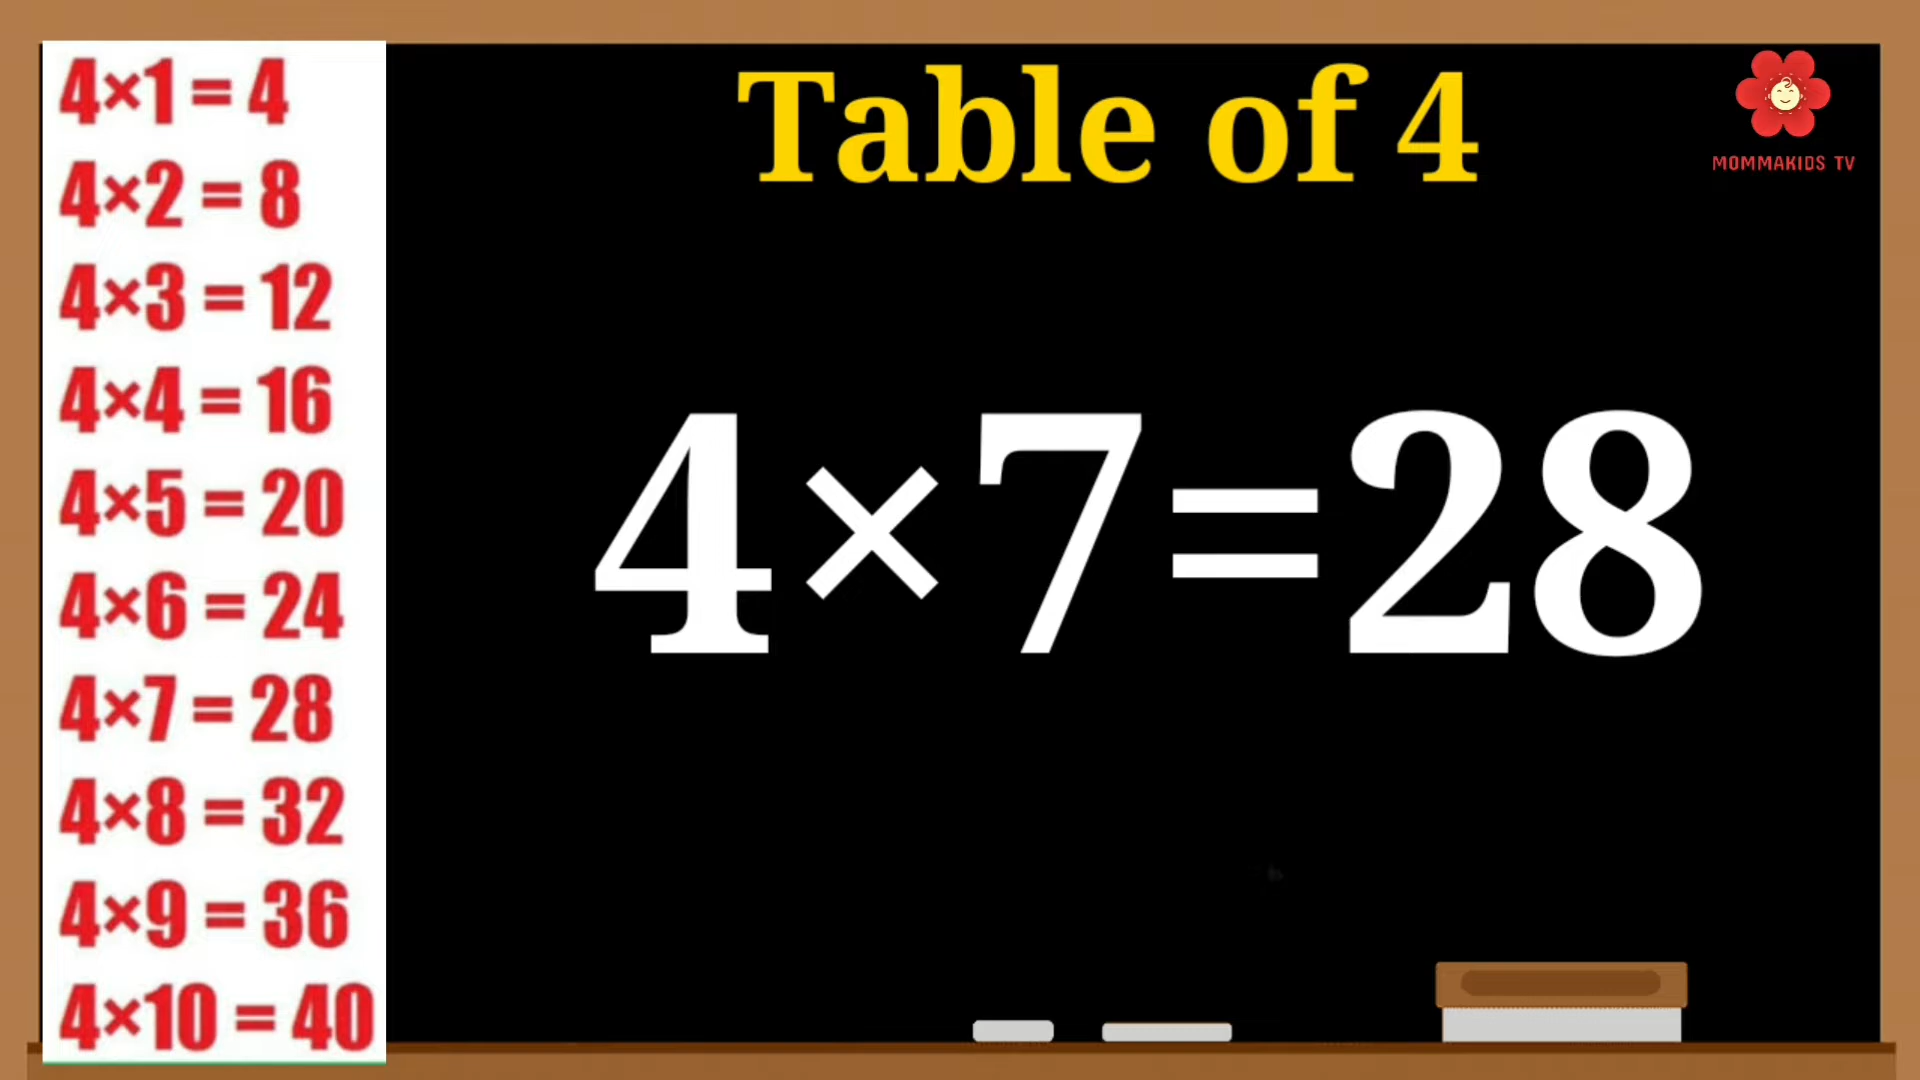 4×1 = 4
4×2 = 8
4×3 = 12
4×4 = 16
4×5 = 20
4×6 = 24
4×7 = 28
4×8 = 32
4×9 = 36
4×10 = 40
Table of 4
4×7=28
MOMMAKIDS TV